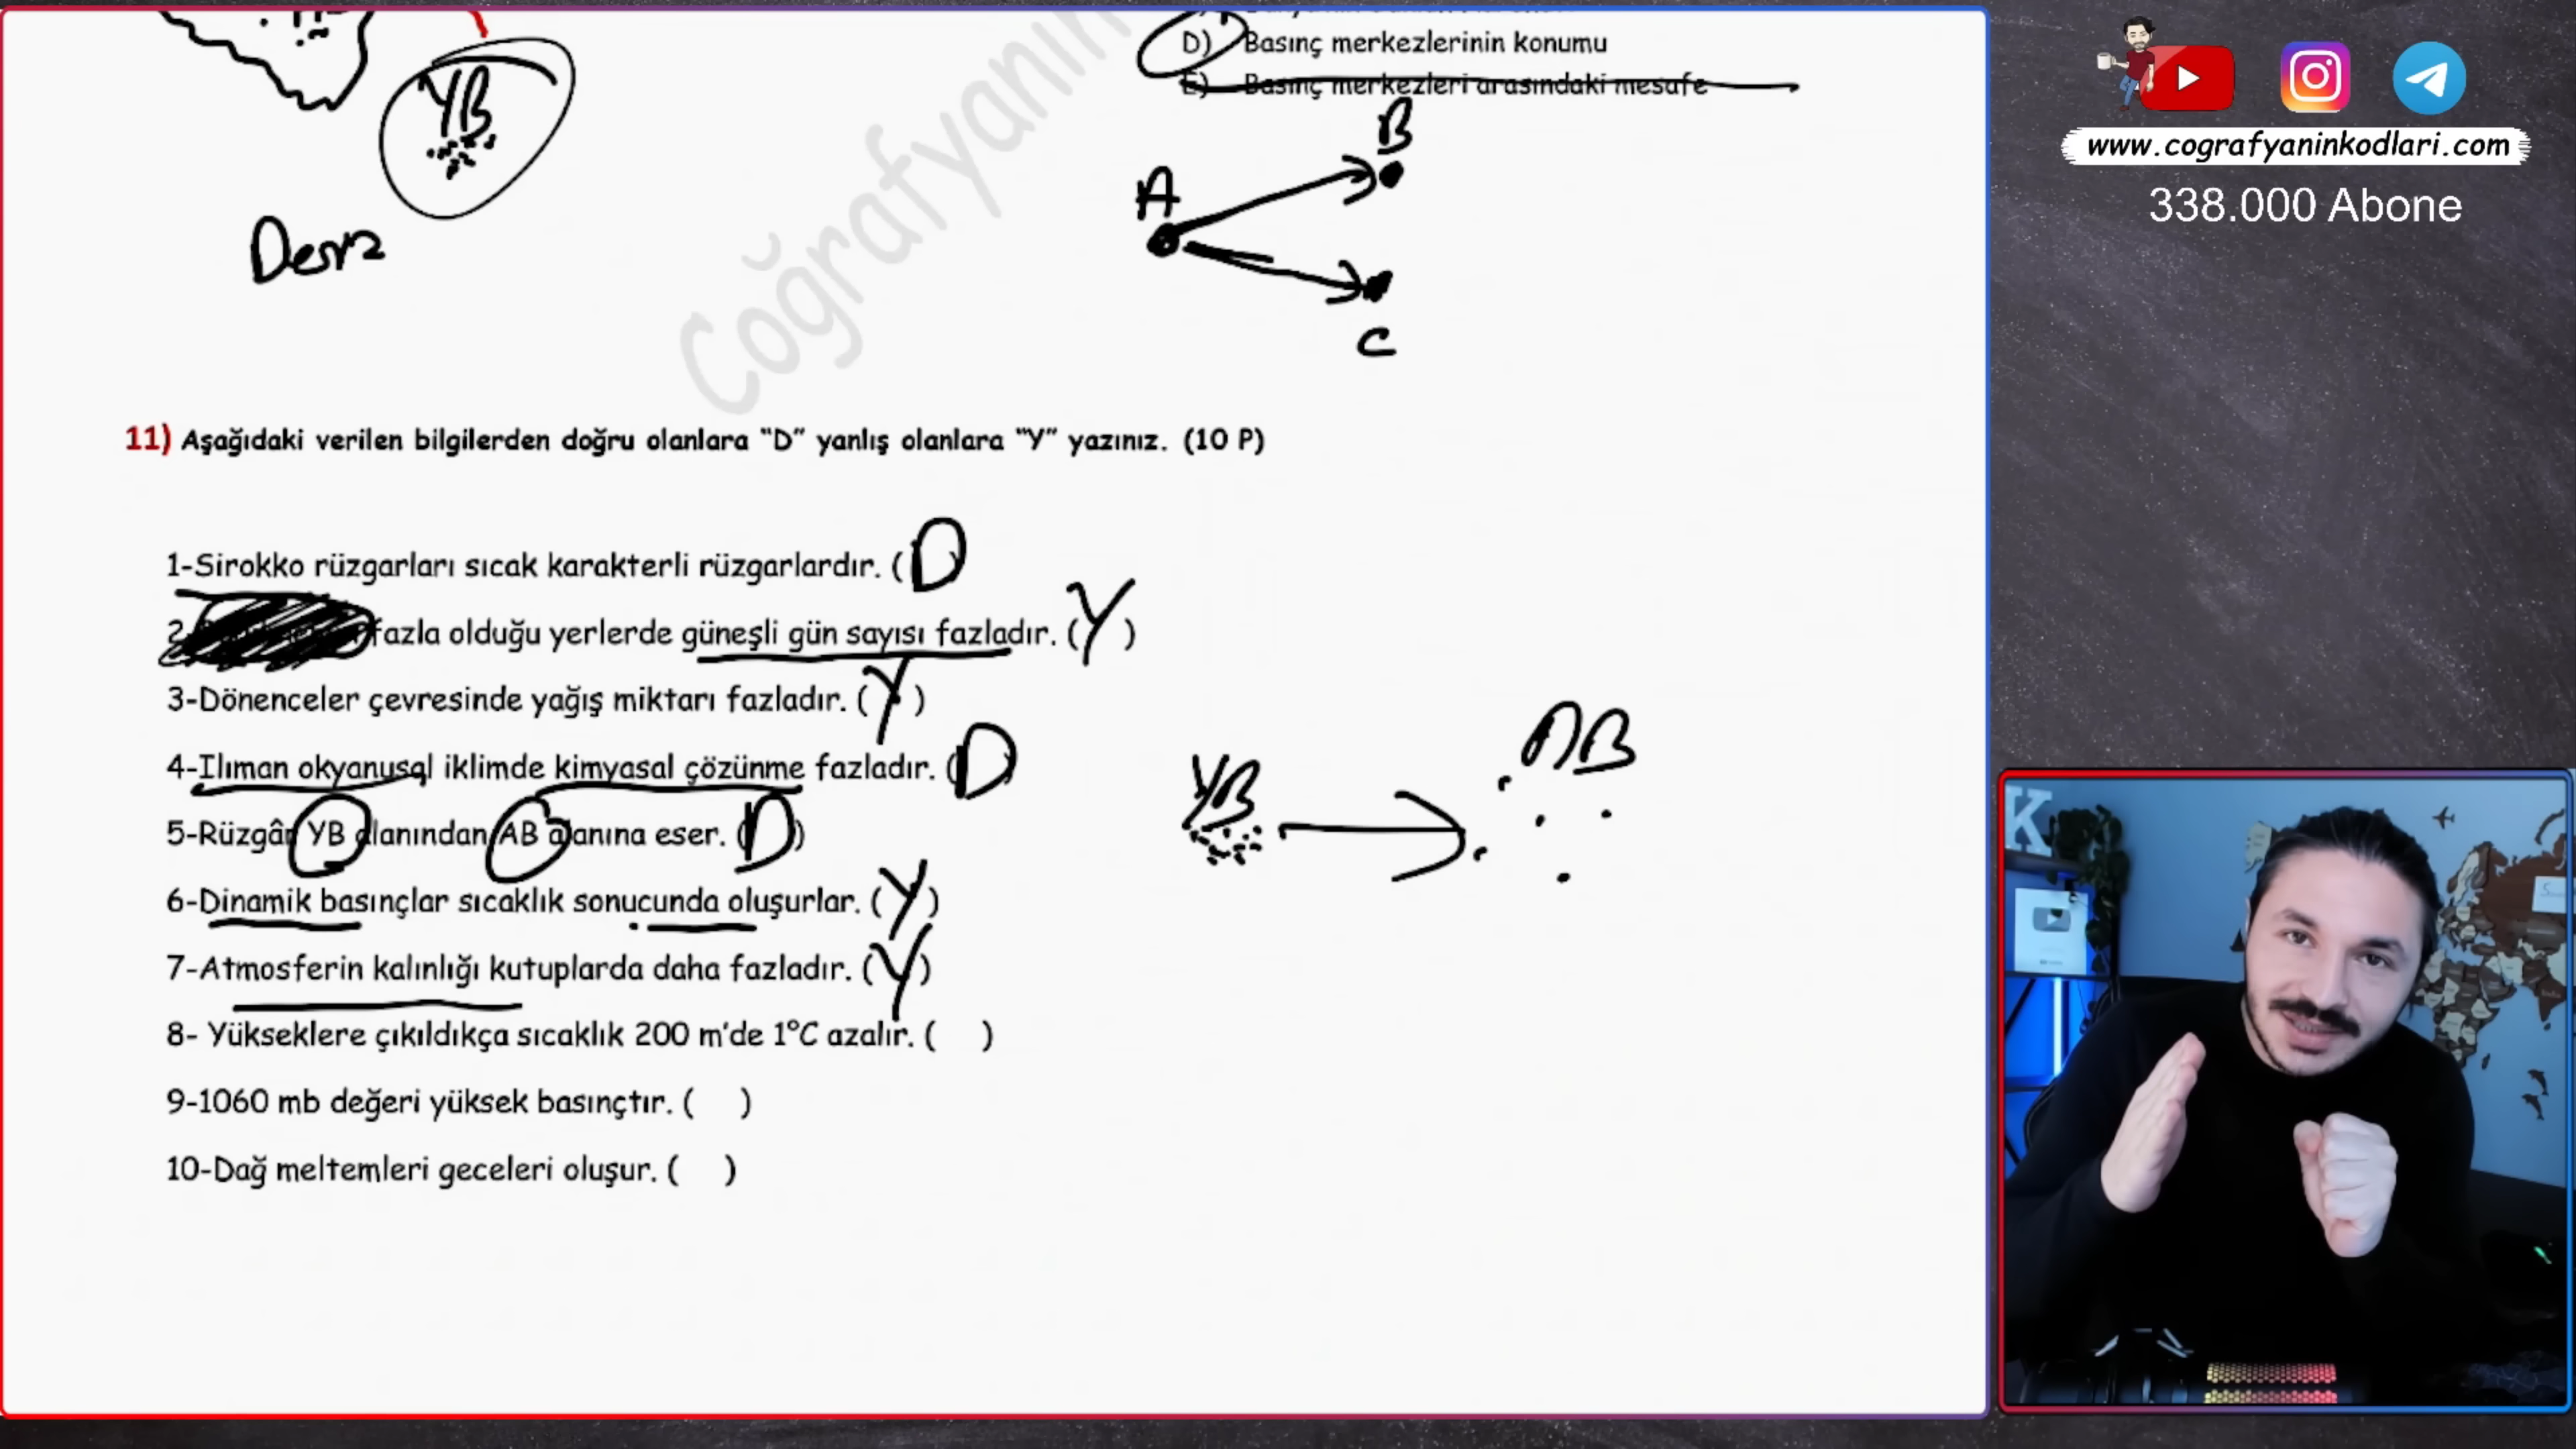 D) Basınç merkezlerinin konumu
E) Basınç merkezleri arasındaki mesafe
YB
Deniz
A
B
C
Coğrafyanın
www.cografyaninkodlari.com
338.000 Abone
11) Aşağıdaki verilen bilgilerden doğru olanlara “D” yanlış olanlara “Y” yazınız. (10 P)
1-Sirokko rüzgarları sıcak karakterli rüzgarlardır. (D)
2- fazla olduğu yerlerde güneşli gün sayısı fazladır. (Y)
3-Dönenceler çevresinde yağış miktarı fazladır. (Y)
4-Ilıman okyanusal iklimde kimyasal çözünme fazladır. (D)
5-Rüzgâr YB alanından AB alanına eser. (D)
6-Dinamik basınçlar sıcaklık sonucunda oluşurlar. (Y)
7-Atmosferin kalınlığı kutuplarda daha fazladır. (Y)
8- Yükseklere çıkıldıkça sıcaklık 200 m’de 1°C azalır. ( )
9-1060 mb değeri yüksek basınçtır. ( )
10-Dağ meltemleri geceleri oluşur. ( )
YB
AB
K